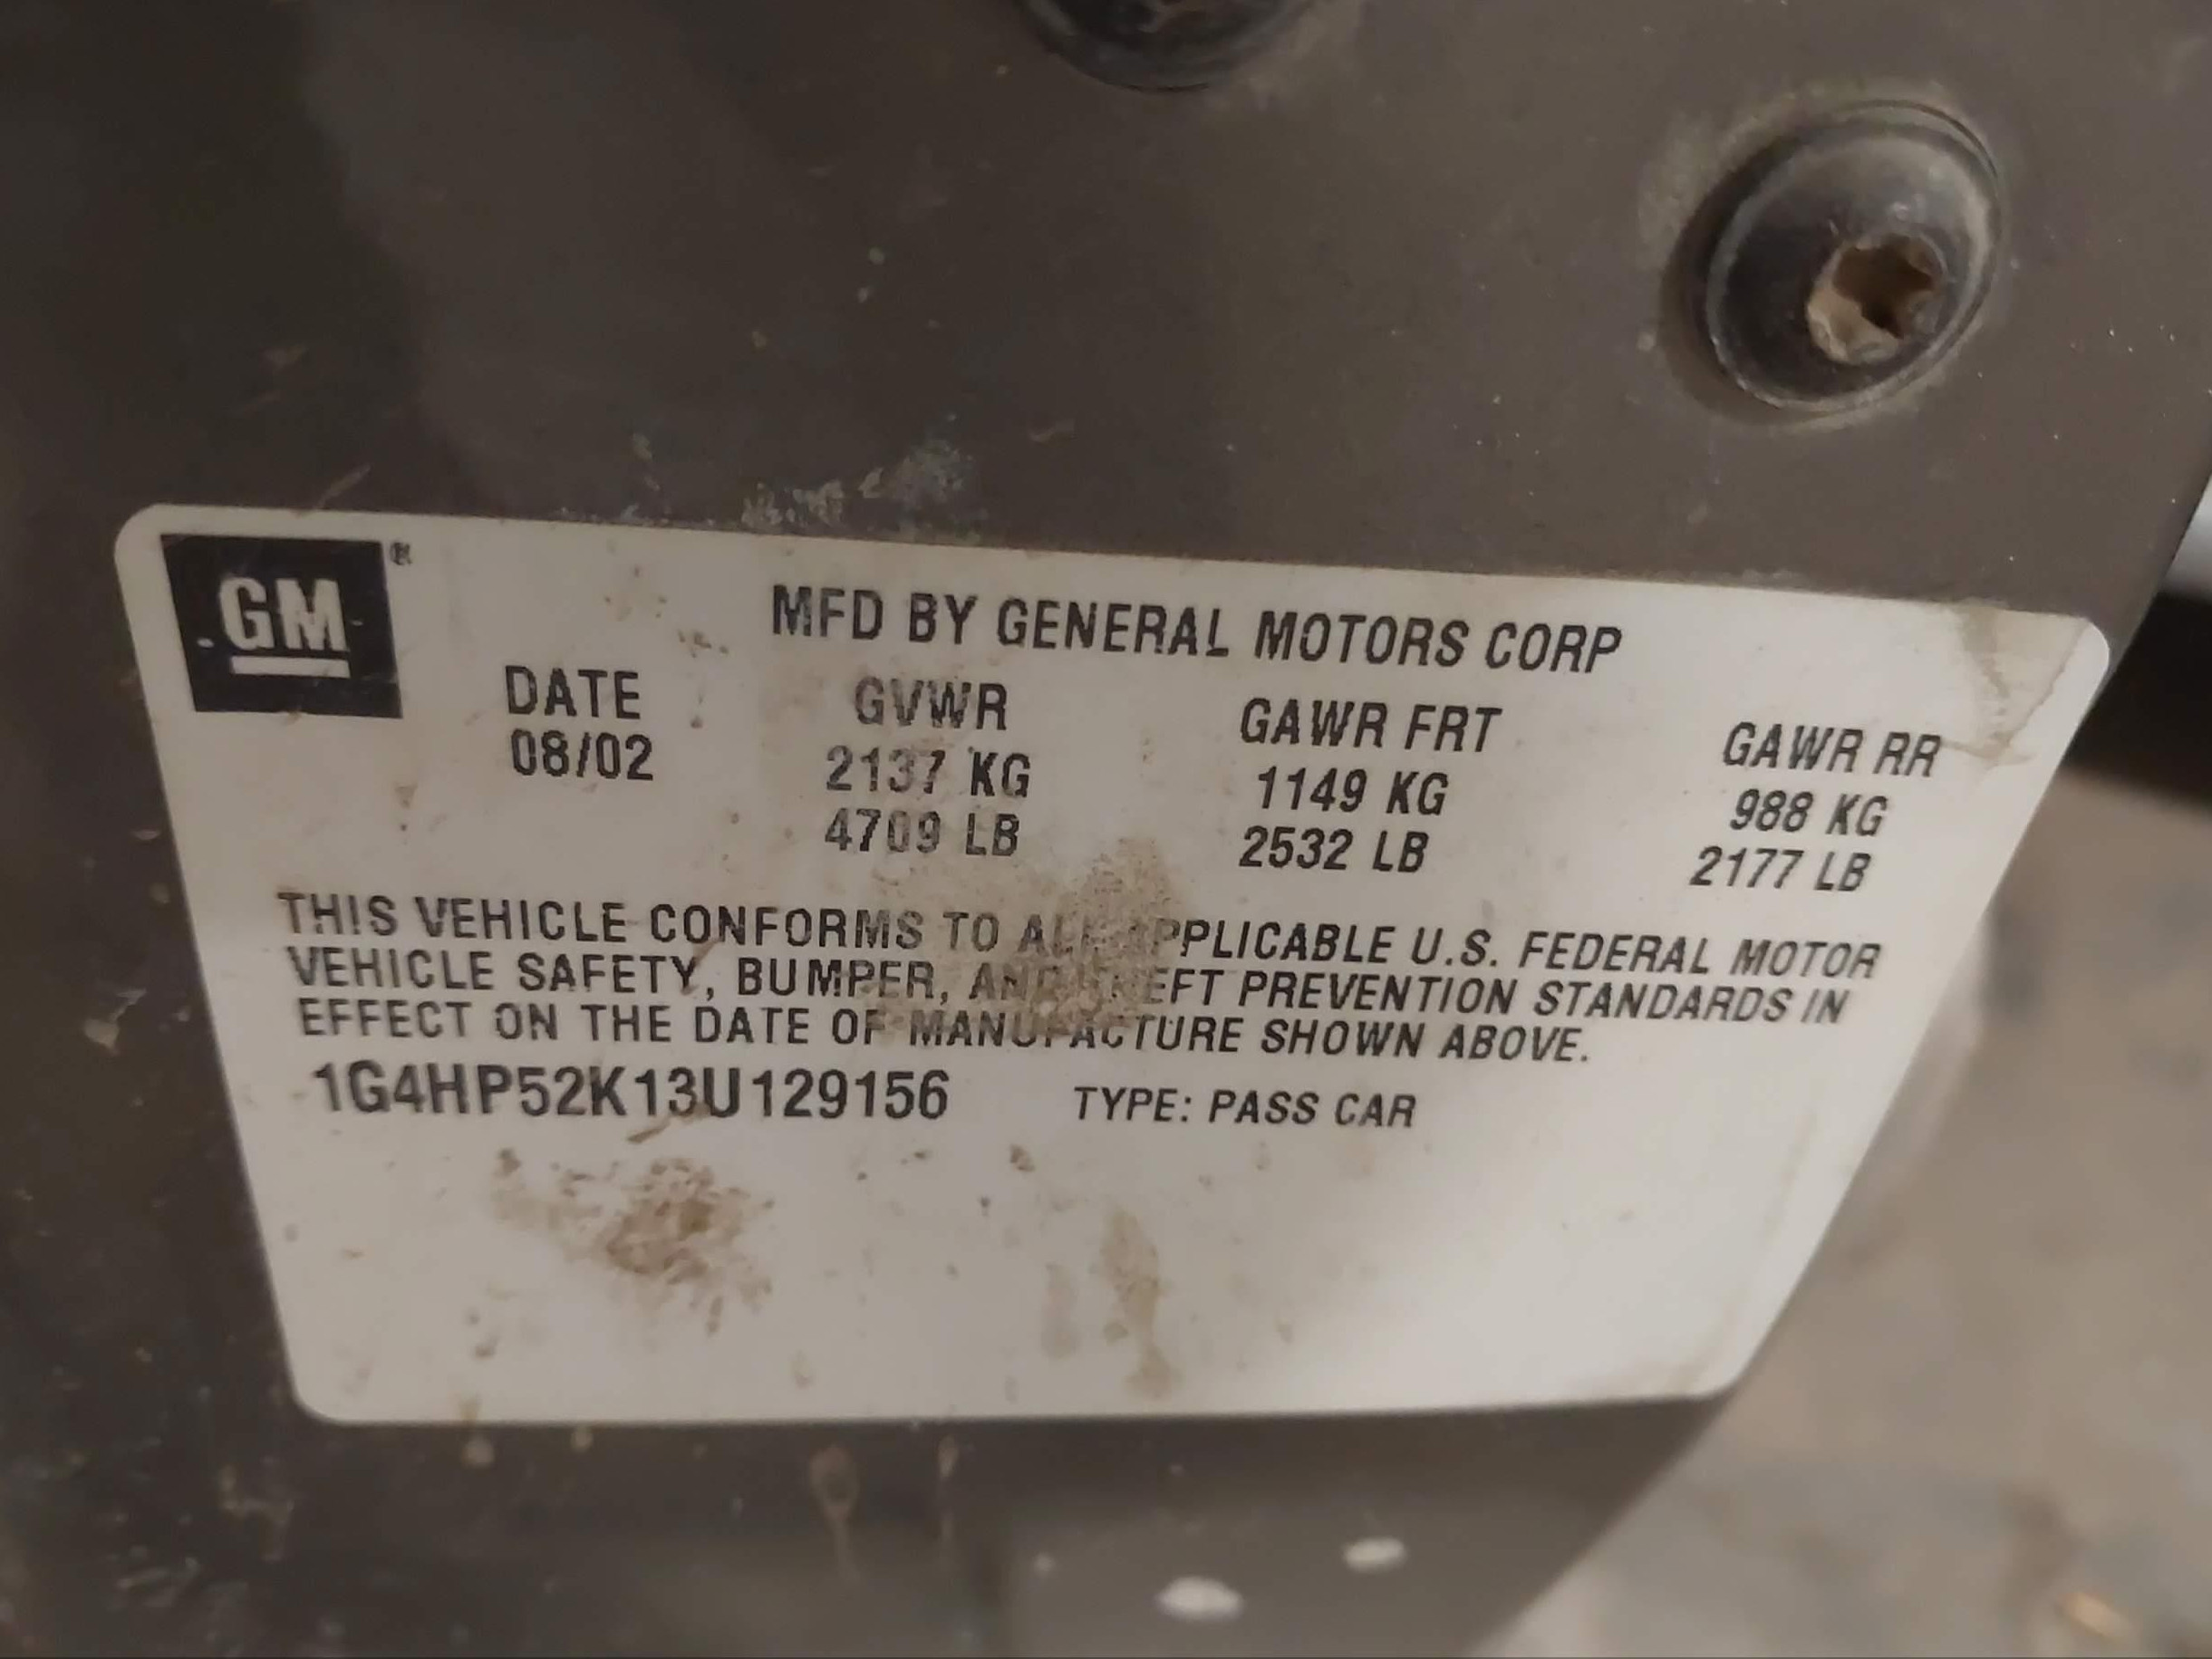 GM®
MFD BY GENERAL MOTORS CORP
DATE GVWR GAWR FRT GAWR RR
08/02 2137 KG 1149 KG 988 KG
4709 LB 2532 LB 2177 LB
THIS VEHICLE CONFORMS TO ALL APPLICABLE U.S. FEDERAL MOTOR
VEHICLE SAFETY, BUMPER, AND THEFT PREVENTION STANDARDS IN
EFFECT ON THE DATE OF MANUFACTURE SHOWN ABOVE.
1G4HP52K13U129156 TYPE: PASS CAR